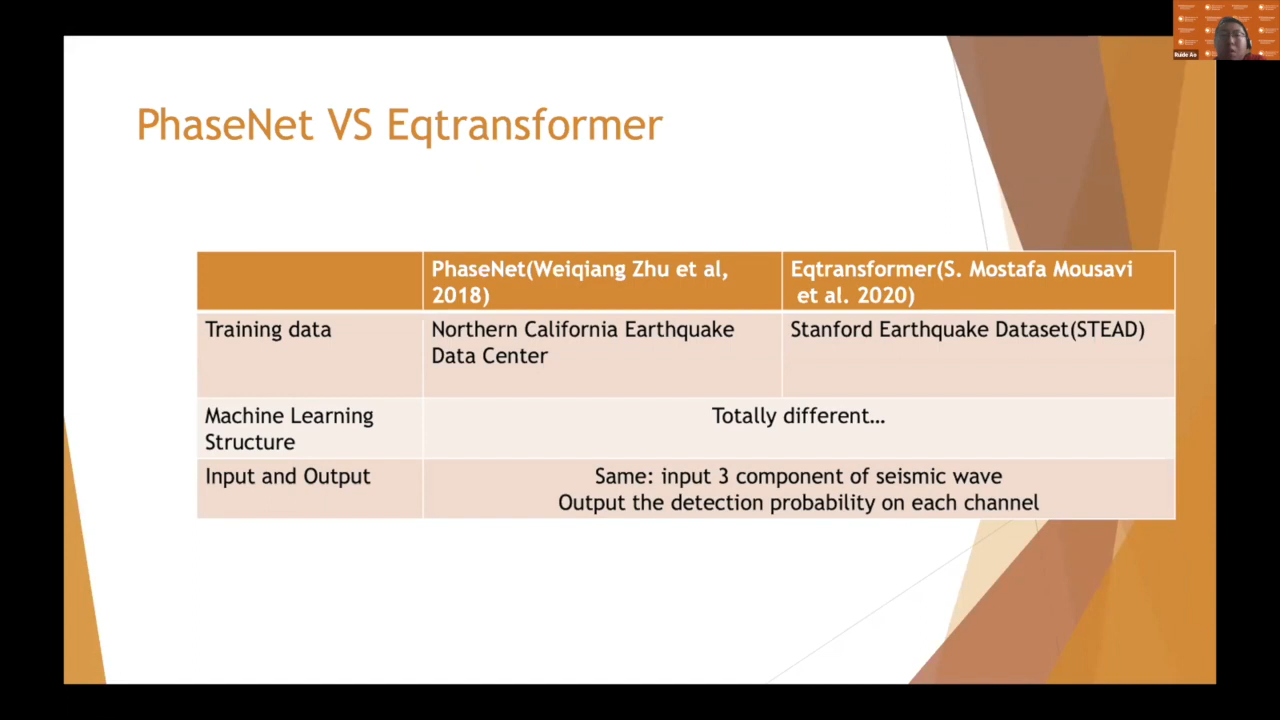 PhaseNet VS Eqtransformer
PhaseNet(Weiqiang Zhu et al,
2018)
Eqtransformer(S. Mostafa Mousavi
et al. 2020)
Training data
Northern California Earthquake
Data Center
Stanford Earthquake Dataset(STEAD)
Machine Learning
Structure
Totally different…
Input and Output
Same: input 3 component of seismic wave
Output the detection probability on each channel
Ruide Ao